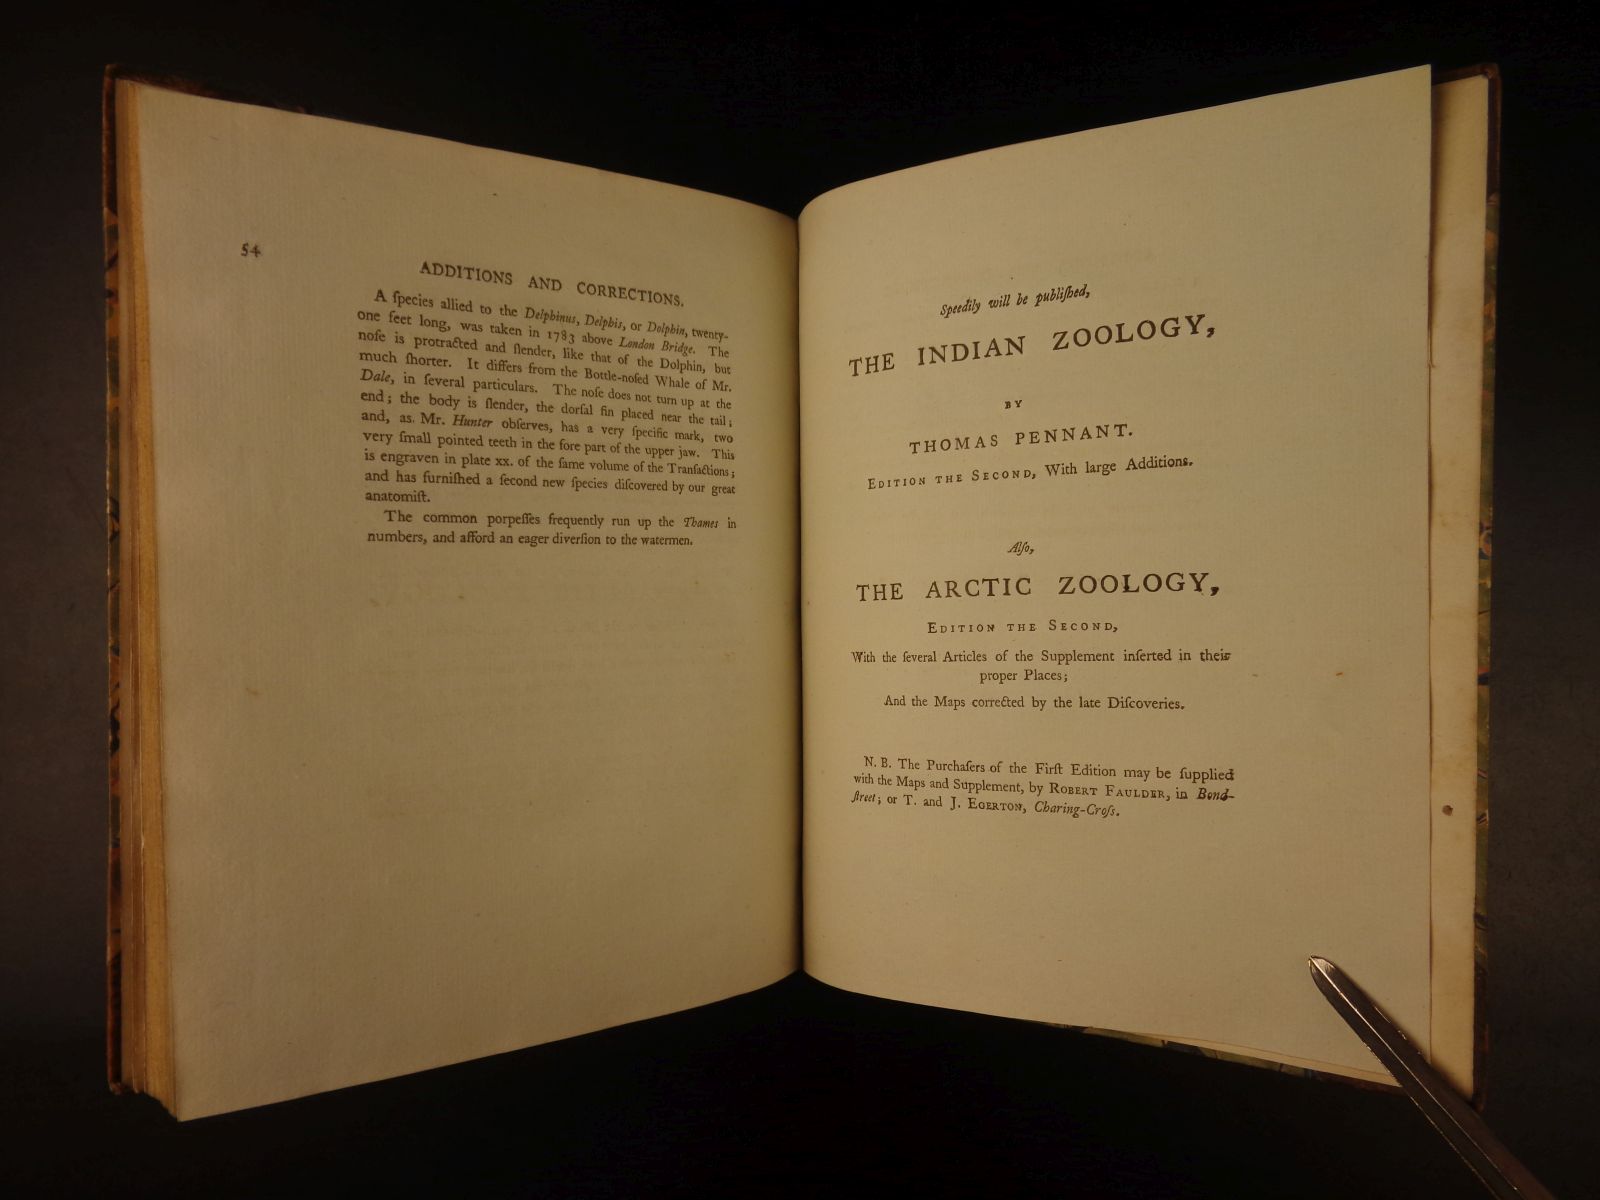 54
ADDITIONS AND CORRECTIONS.
A ſpecies allied to the Delphinus, Delphis, or Dolphin, twenty-
one feet long, was taken in 1783 above London Bridge. The
noſe is protracted and ſlender, like that of the Dolphin, but
much ſhorter. It differs from the Bottle-noſed Whale of Mr.
Dale, in ſeveral particulars. The noſe does not turn up at the
end; the body is ſlender, the dorſal fin placed near the tail;
and, as Mr. Hunter obſerves, has a very ſpecific mark, two
very ſmall pointed teeth in the fore part of the upper jaw. This
is engraven in plate xx. of the ſame volume of the Tranſactions;
and has furniſhed a ſecond new ſpecies diſcovered by our great
anatomiſt.
The common porpeſſes frequently run up the Thames in
numbers, and afford an eager diverſion to the watermen.
Speedily will be publiſhed,
THE INDIAN ZOOLOGY,
BY
THOMAS PENNANT.
EDITION THE SECOND, With large Additions.
Alſo,
THE ARCTIC ZOOLOGY,
EDITION THE SECOND,
With the ſeveral Articles of the Supplement inſerted in their
proper Places;
And the Maps corrected by the late Diſcoveries.
N. B. The Purchaſers of the Firſt Edition may be ſupplied
with the Maps and Supplement, by ROBERT FAULDER, in Bond-
ſtreet; or T. and J. EGERTON, Charing-Croſs.